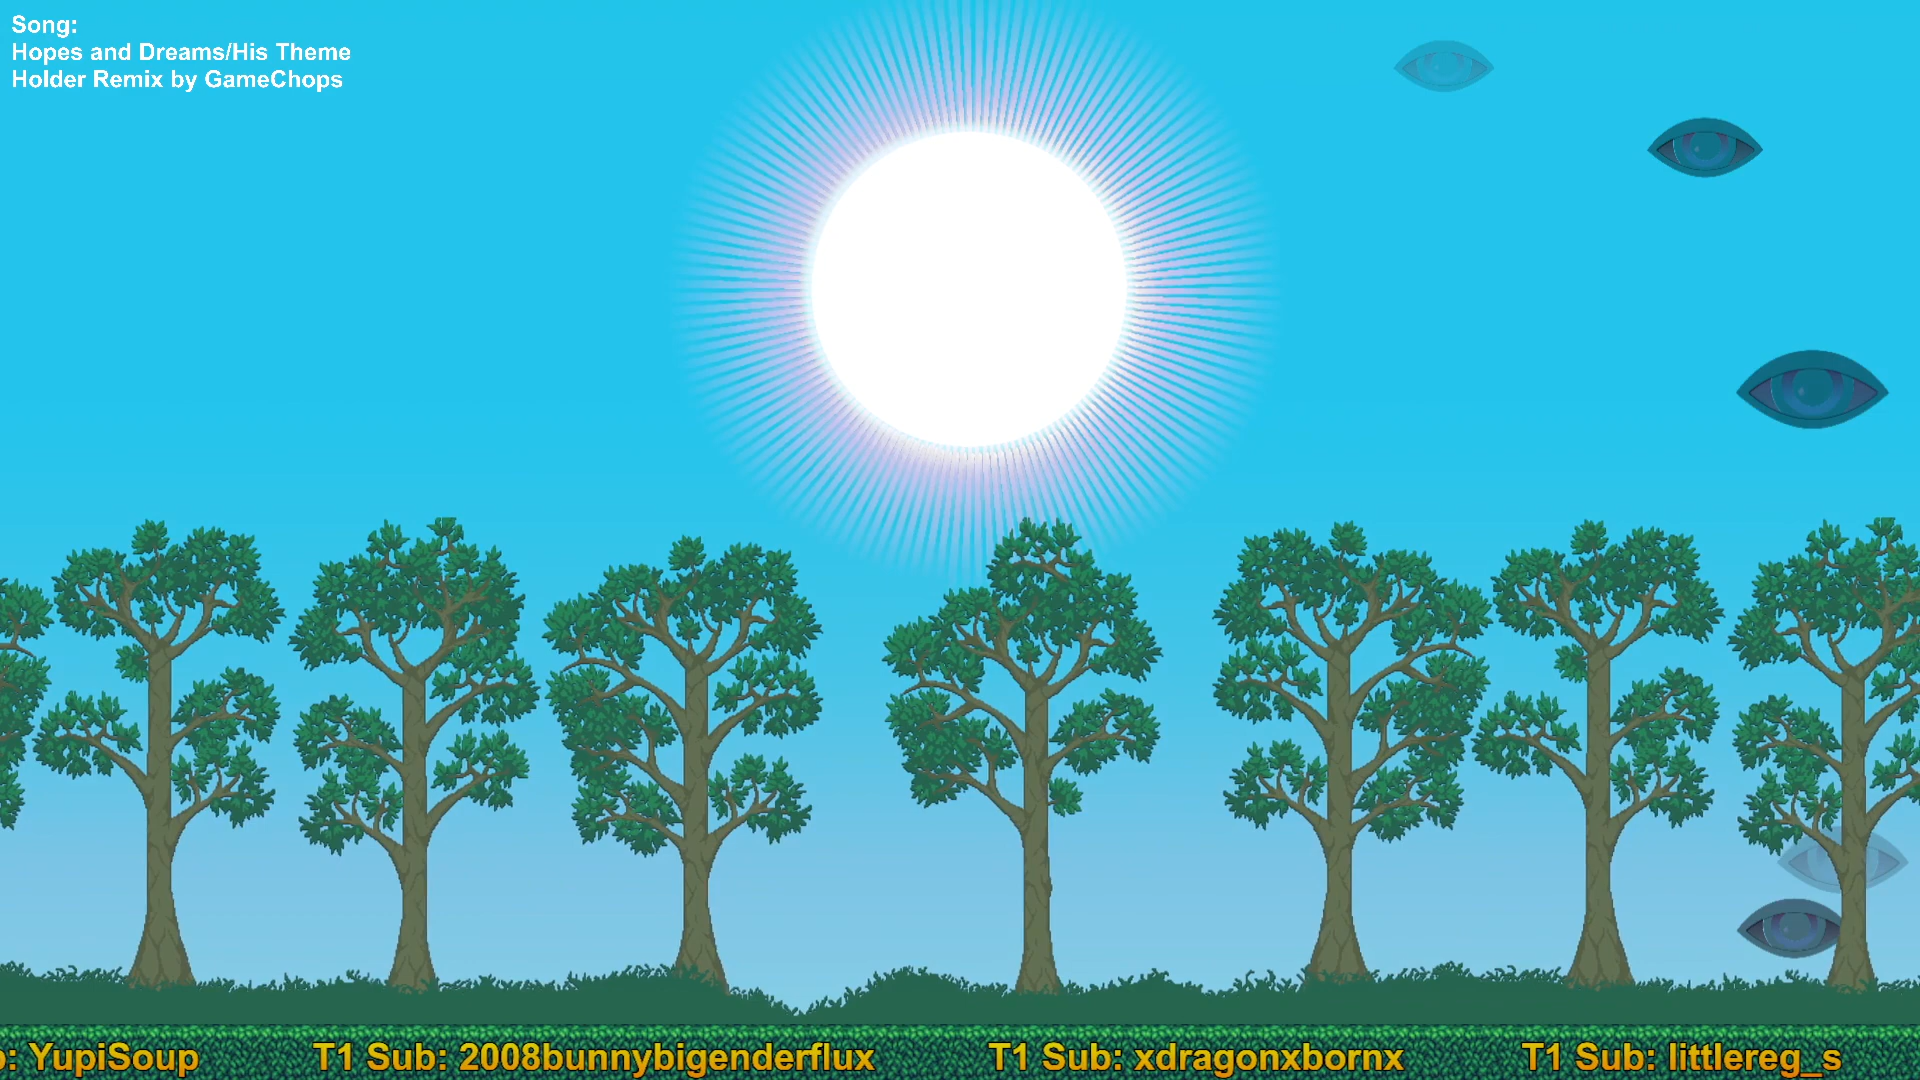 Song:
Hopes and Dreams/His Theme
Holder Remix by GameChops
: YupiSoup T1 Sub: 2008bunnybigenderflux T1 Sub: xdragonxbornx T1 Sub: littlereg_s